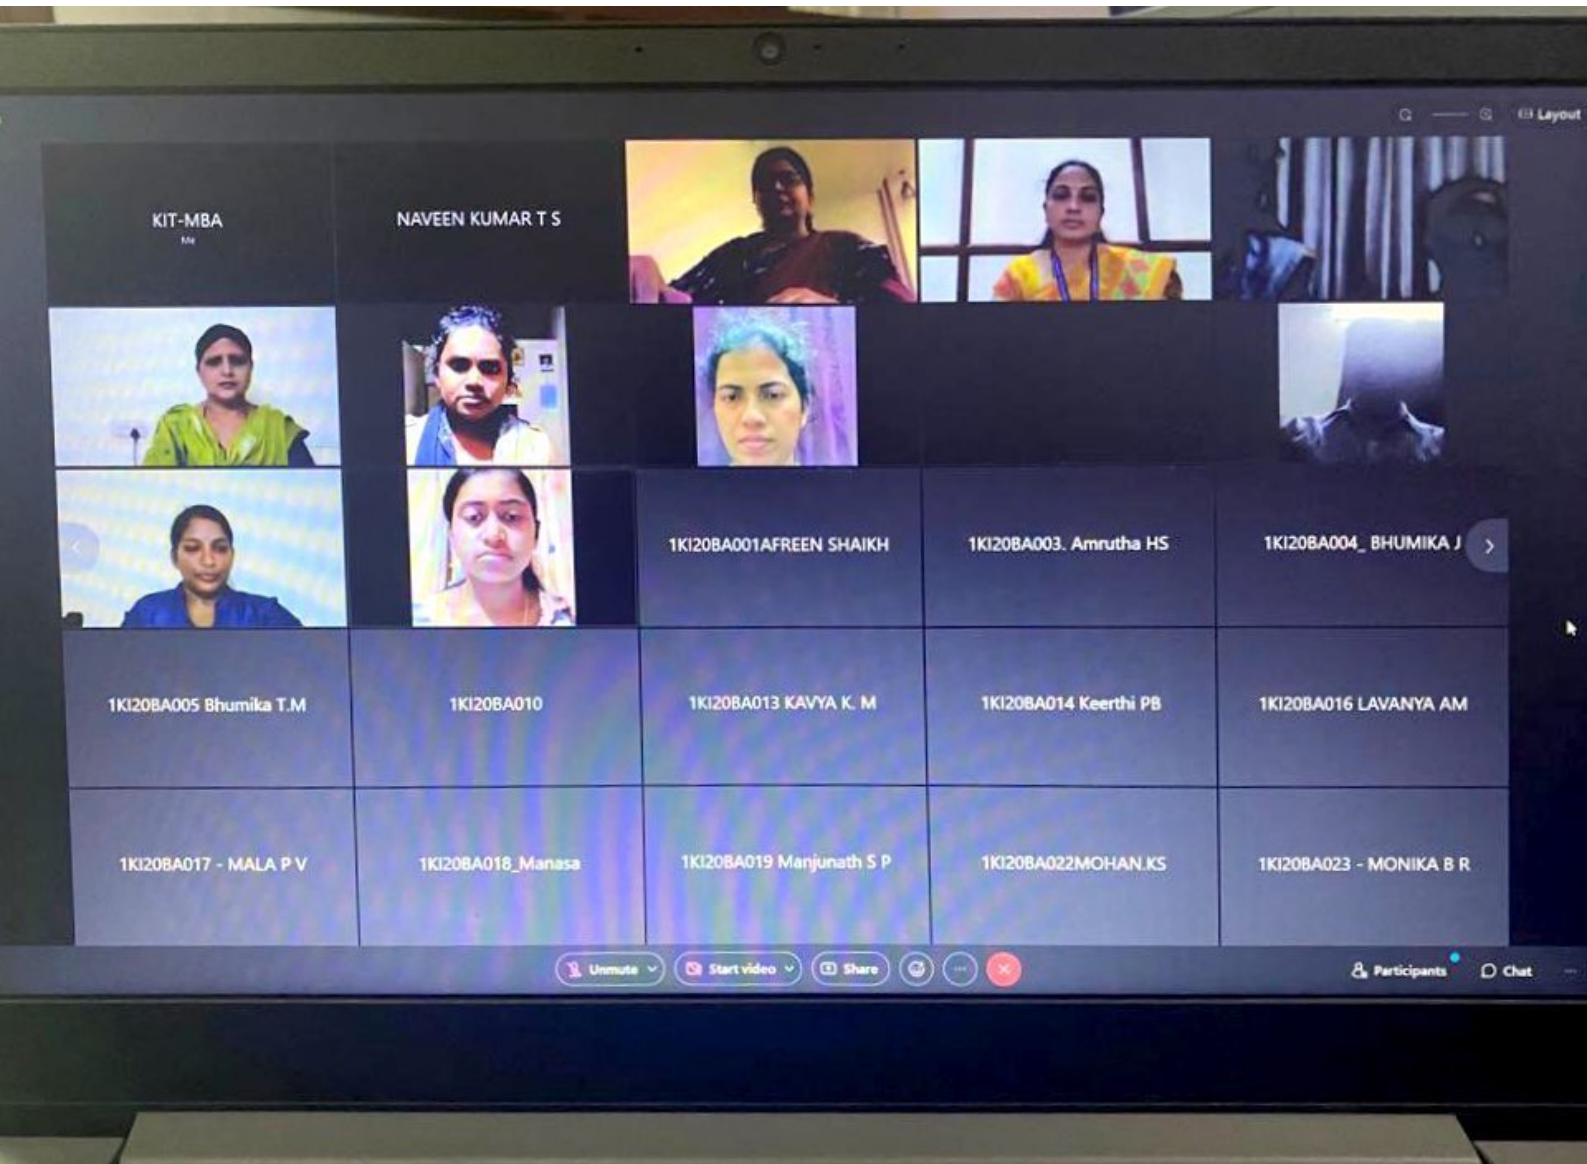 Layout
KIT-MBA
Me
NAVEEN KUMAR T S
1KI20BA001AFREEN SHAIKH
1KI20BA003. Amrutha HS
1KI20BA004_ BHUMIKA J
1KI20BA005 Bhumika T.M
1KI20BA010
1KI20BA013 KAVYA K. M
1KI20BA014 Keerthi PB
1KI20BA016 LAVANYA AM
1KI20BA017 - MALA P V
1KI20BA018_Manasa
1KI20BA019 Manjunath S P
1KI20BA022MOHAN.KS
1KI20BA023 - MONIKA B R
Unmute
Start video
Share
Participants
Chat